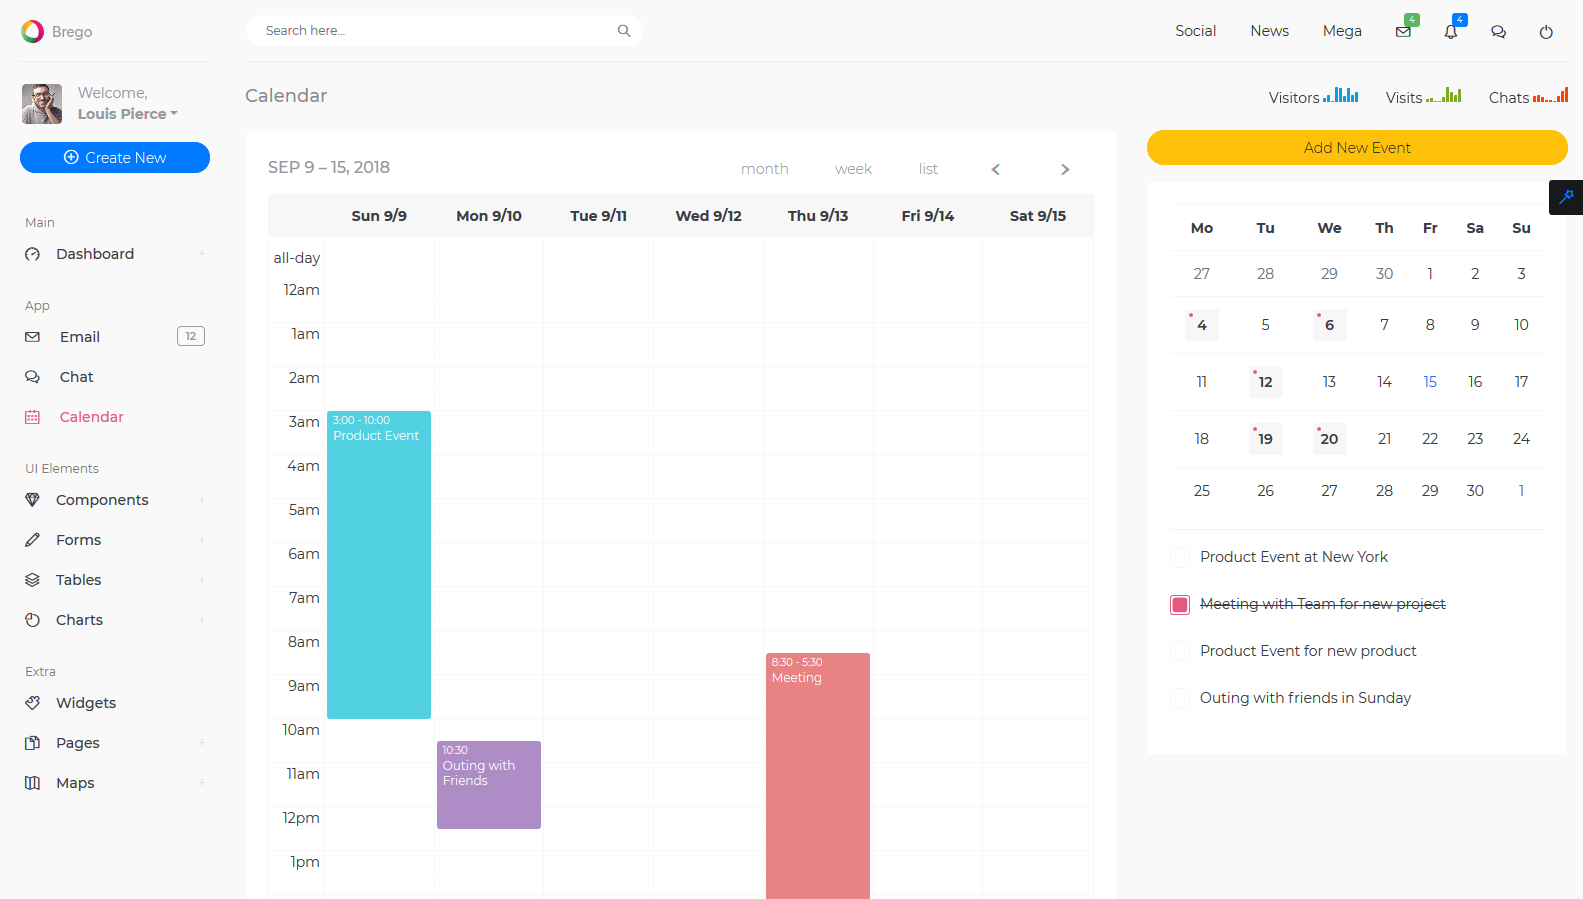 Brego
Search here...
Social
News
Mega
4
4
Welcome,
Louis Pierce
Create New
Main
Dashboard
App
Email
12
Chat
Calendar
UI Elements
Components
Forms
Tables
Charts
Extra
Widgets
Pages
Maps
Calendar
Visitors
Visits
Chats
SEP 9 – 15, 2018
month
week
list
Sun 9/9 Mon 9/10 Tue 9/11 Wed 9/12 Thu 9/13 Fri 9/14 Sat 9/15
all-day
12am
1am
2am
3am
4am
5am
6am
7am
8am
9am
10am
11am
12pm
1pm
3:00 - 10:00
Product Event
10:30
Outing with
Friends
8:30 - 5:30
Meeting
Add New Event
Mo Tu We Th Fr Sa Su
27 28 29 30 1 2 3
4 5 6 7 8 9 10
11 12 13 14 15 16 17
18 19 20 21 22 23 24
25 26 27 28 29 30 1
Product Event at New York
Meeting with Team for new project
Product Event for new product
Outing with friends in Sunday